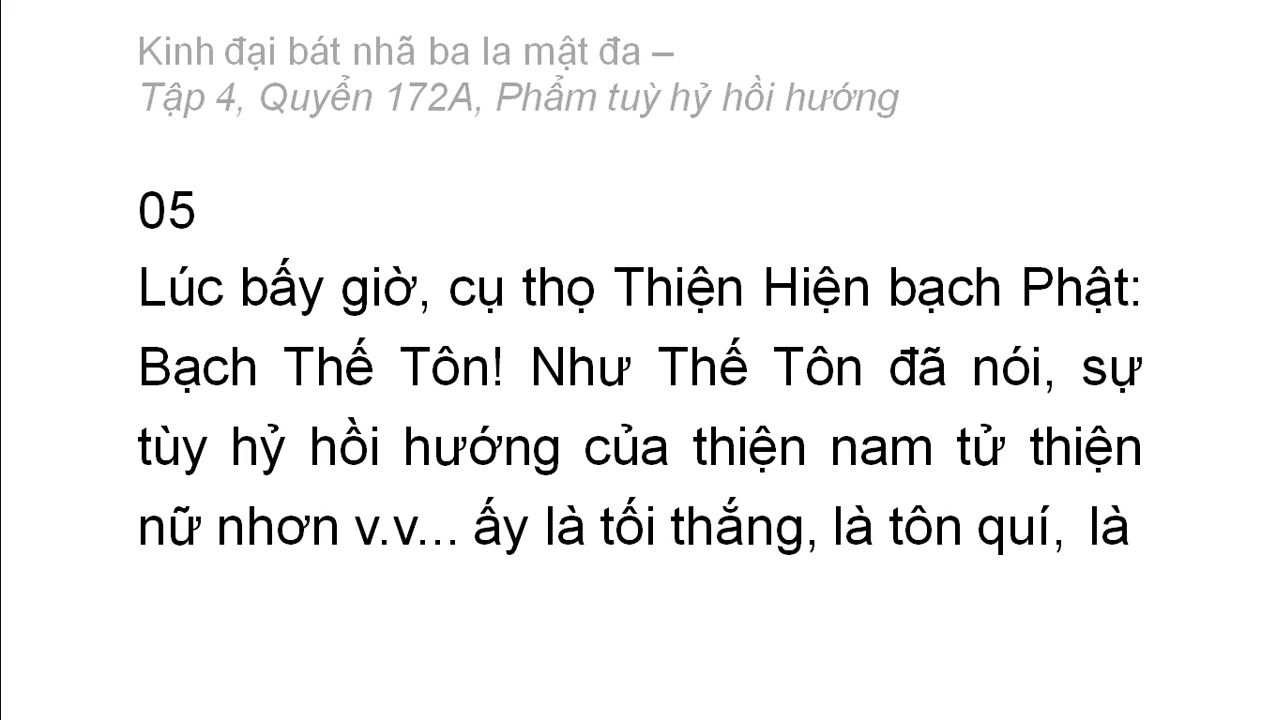 Kinh đại bát nhã ba la mật đa –
Tập 4, Quyển 172A, Phẩm tuỳ hỷ hồi hướng
05
Lúc bấy giờ, cụ thọ Thiện Hiện bạch Phật:
Bạch Thế Tôn! Như Thế Tôn đã nói, sự
tùy hỷ hồi hướng của thiện nam tử thiện
nữ nhơn v.v... ấy là tối thắng, là tôn quí, là